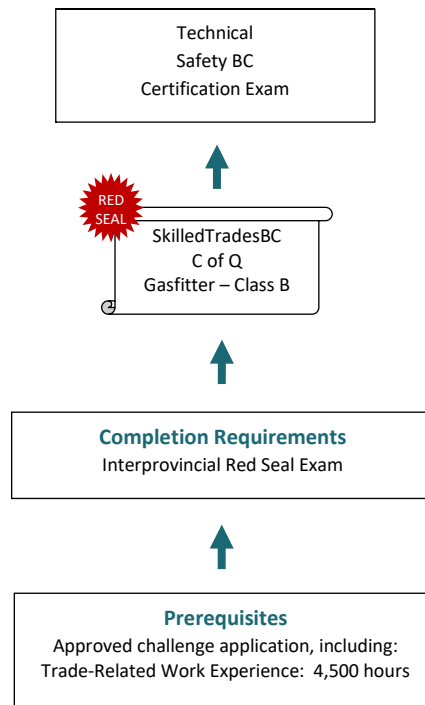 Technical
Safety BC
Certification Exam
RED
SEAL
SkilledTradesBC
C of Q
Gasfitter – Class B
Completion Requirements
Interprovincial Red Seal Exam
Prerequisites
Approved challenge application, including:
Trade-Related Work Experience:  4,500 hours